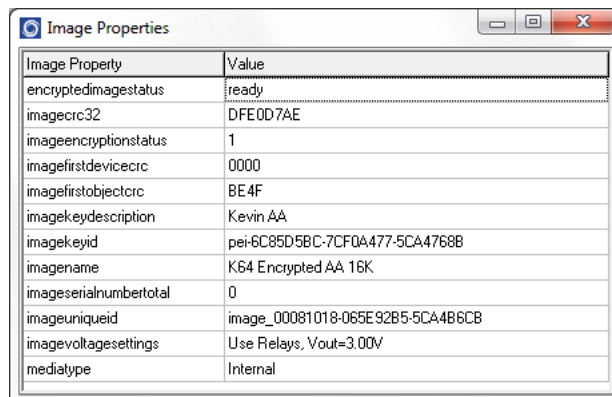 Image Properties
Image Property Value
encryptedimagestatus ready
imagecrc32 DFE0D7AE
imageencryptionstatus 1
imagefirstdevicecrc 0000
imagefirstobjectcrc BE4F
imagekeydescription Kevin AA
imagekeyid pei-6C85D5BC-7CF0A477-5CA4768B
imagename K64 Encrypted AA 16K
imageserialnumbertotal 0
imageuniqueid image_00081018-065E92B5-5CA4B6CB
imagevoltagesettings Use Relays, Vout=3.00V
mediatype Internal